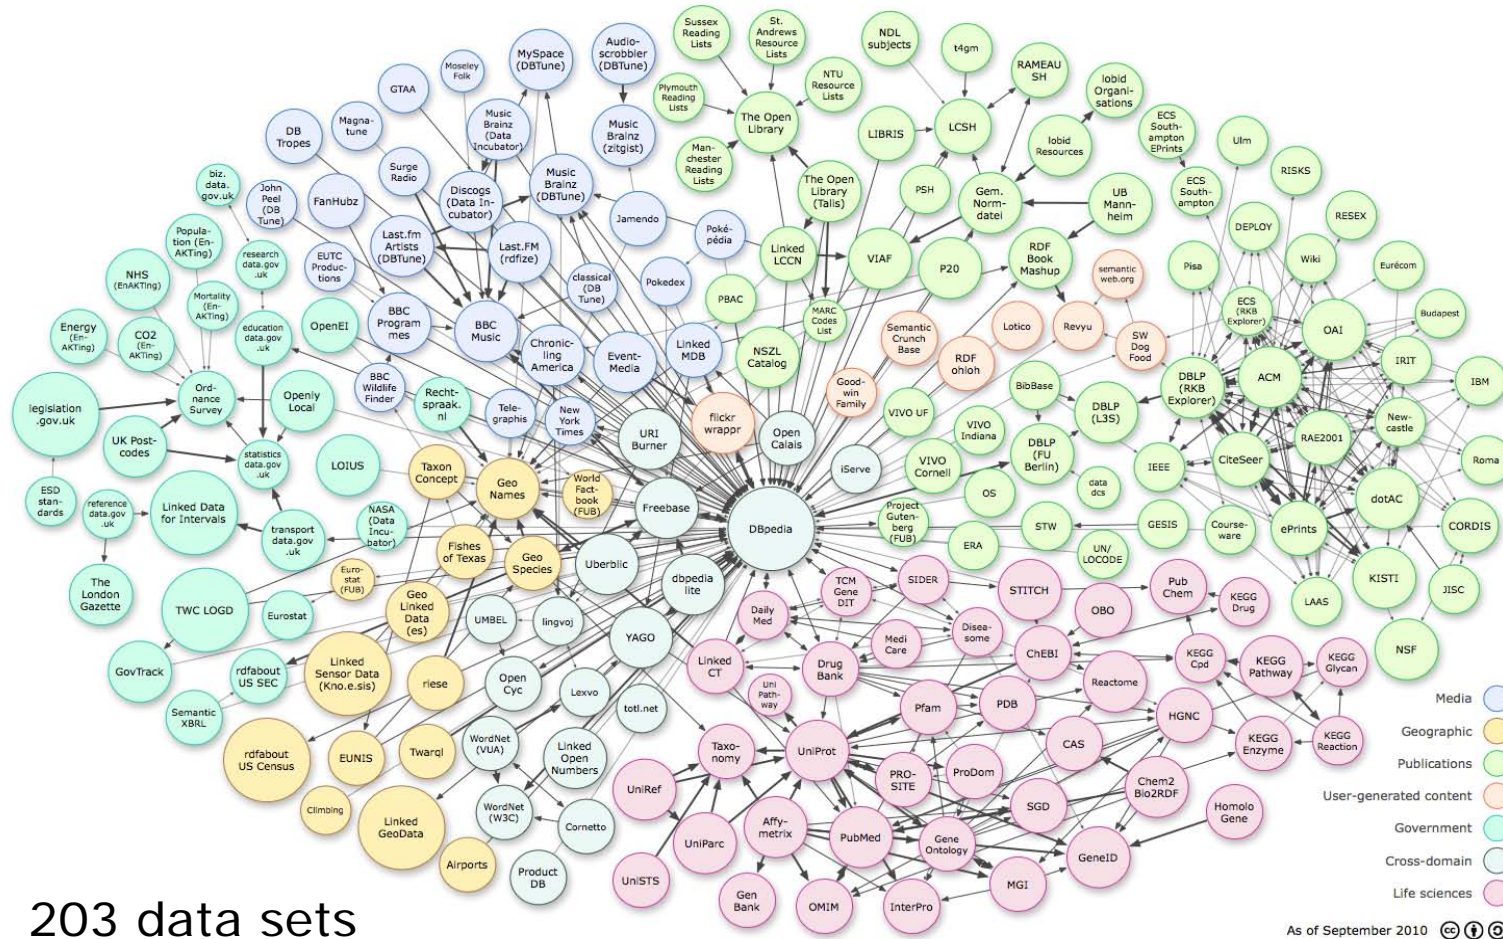 Sussex
Reading
Lists
St.
Andrews
Resource
Lists
NDL
subjects
t4gm
RAMEAU
SH
lobid
Organi-
sations
MySpace
(DBTune)
Audio-
scrobbler
(DBTune)
Moseley
Folk
GTAA
Plymouth
Reading
Lists
NTU
Resource
Lists
The Open
Library
LIBRIS
LCSH
lobid
Resources
ECS
South-
ampton
EPrints
Ulm
DB
Tropes
Magna-
tune
Music
Brainz
(Data
Incubator)
Music
Brainz
(zitgist)
Man-
chester
Reading
Lists
RISKS
biz.
data.
gov.uk
John
Peel
(DB
Tune)
FanHubz
Surge
Radio
Discogs
(Data In-
cubator)
Music
Brainz
(DBTune)
The Open
Library
(Talis)
PSH
Gem.
Norm-
datei
UB
Mann-
heim
ECS
South-
ampton
RESEX
Popula-
tion (En-
AKTing)
Last.fm
Artists
(DBTune)
Last.FM
(rdfize)
Jamendo
Poké-
pédia
Linked
LCCN
VIAF
P20
RDF
Book
Mashup
DEPLOY
Wiki
NHS
(EnAKTing)
research
data.gov
.uk
EUTC
Produc-
tions
classical
(DB
Tune)
Pokedex
PBAC
semantic
web.org
Pisa
Eurécom
Mortality
(En-
AKTing)
BBC
Program
mes
BBC
Music
MARC
Codes
List
ECS
(RKB
Explorer)
OAI
Budapest
Energy
(En-
AKTing)
CO2
(En-
AKTing)
education
data.gov
.uk
OpenEI
Chronic-
ling
America
Event-
Media
Linked
MDB
NSZL
Catalog
Semantic
Crunch
Base
Lotico
Revyu
SW
Dog
Food
RDF
ohloh
BBC
Wildlife
Finder
Good-
win
Family
BibBase
DBLP
(RKB
Explorer)
ACM
IRIT
IBM
legislation
.gov.uk
Ord-
nance
Survey
Openly
Local
Recht-
spraak.
nl
Tele-
graphis
New
York
Times
flickr
wrappr
Open
Calais
VIVO UF
VIVO
Indiana
DBLP
(L3S)
RAE2001
New-
castle
UK Post-
codes
statistics
data.gov
.uk
URI
Burner
DBLP
(FU
Berlin)
VIVO
Cornell
iServe
IEEE
CiteSeer
Roma
LOIUS
Taxon
Concept
Geo
Names
World
Fact-
book
(FUB)
OS
data
dcs
dotAC
ESD
stan-
dards
reference
data.gov
.uk
Linked Data
for Intervals
transport
data.gov
.uk
NASA
(Data
Incu-
bator)
Freebase
DBpedia
Project
Guten-
berg
(FUB)
STW
GESIS
Course-
ware
ePrints
CORDIS
Fishes
of Texas
Geo
Species
Uberblic
dbpedia
lite
ERA
UN/
LOCODE
The
London
Gazette
TWC LOGD
Eurostat
Euro-
stat
(FUB)
Geo
Linked
Data
(es)
UMBEL
lingvoj
YAGO
Daily
Med
TCM
Gene
DIT
SIDER
STITCH
OBO
Pub
Chem
KEGG
Drug
LAAS
KISTI
JISC
NSF
GovTrack
rdfabout
US SEC
Linked
Sensor Data
(Kno.e.sis)
riese
Open
Cyc
Lexvo
totl.net
Linked
CT
Uni
Path-
way
Drug
Bank
Medi
Care
Disea-
some
ChEBI
Reactome
KEGG
Cpd
KEGG
Pathway
KEGG
Glycan
Semantic
XBRL
Pfam
PDB
HGNC
KEGG
Enzyme
KEGG
Reaction
rdfabout
US Census
EUNIS
Twarql
WordNet
(VUA)
Linked
Open
Numbers
Taxo-
nomy
UniProt
PRO-
SITE
ProDom
CAS
Chem2
Bio2RDF
Climbing
Linked
GeoData
Airports
WordNet
(W3C)
Cornetto
Product
DB
UniRef
UniParc
UniSTS
Affy-
metrix
PubMed
Gene
Ontology
SGD
GeneID
Homolo
Gene
Gen
Bank
OMIM
InterPro
MGI
Media
Geographic
Publications
User-generated content
Government
Cross-domain
Life sciences
203 data sets
As of September 2010